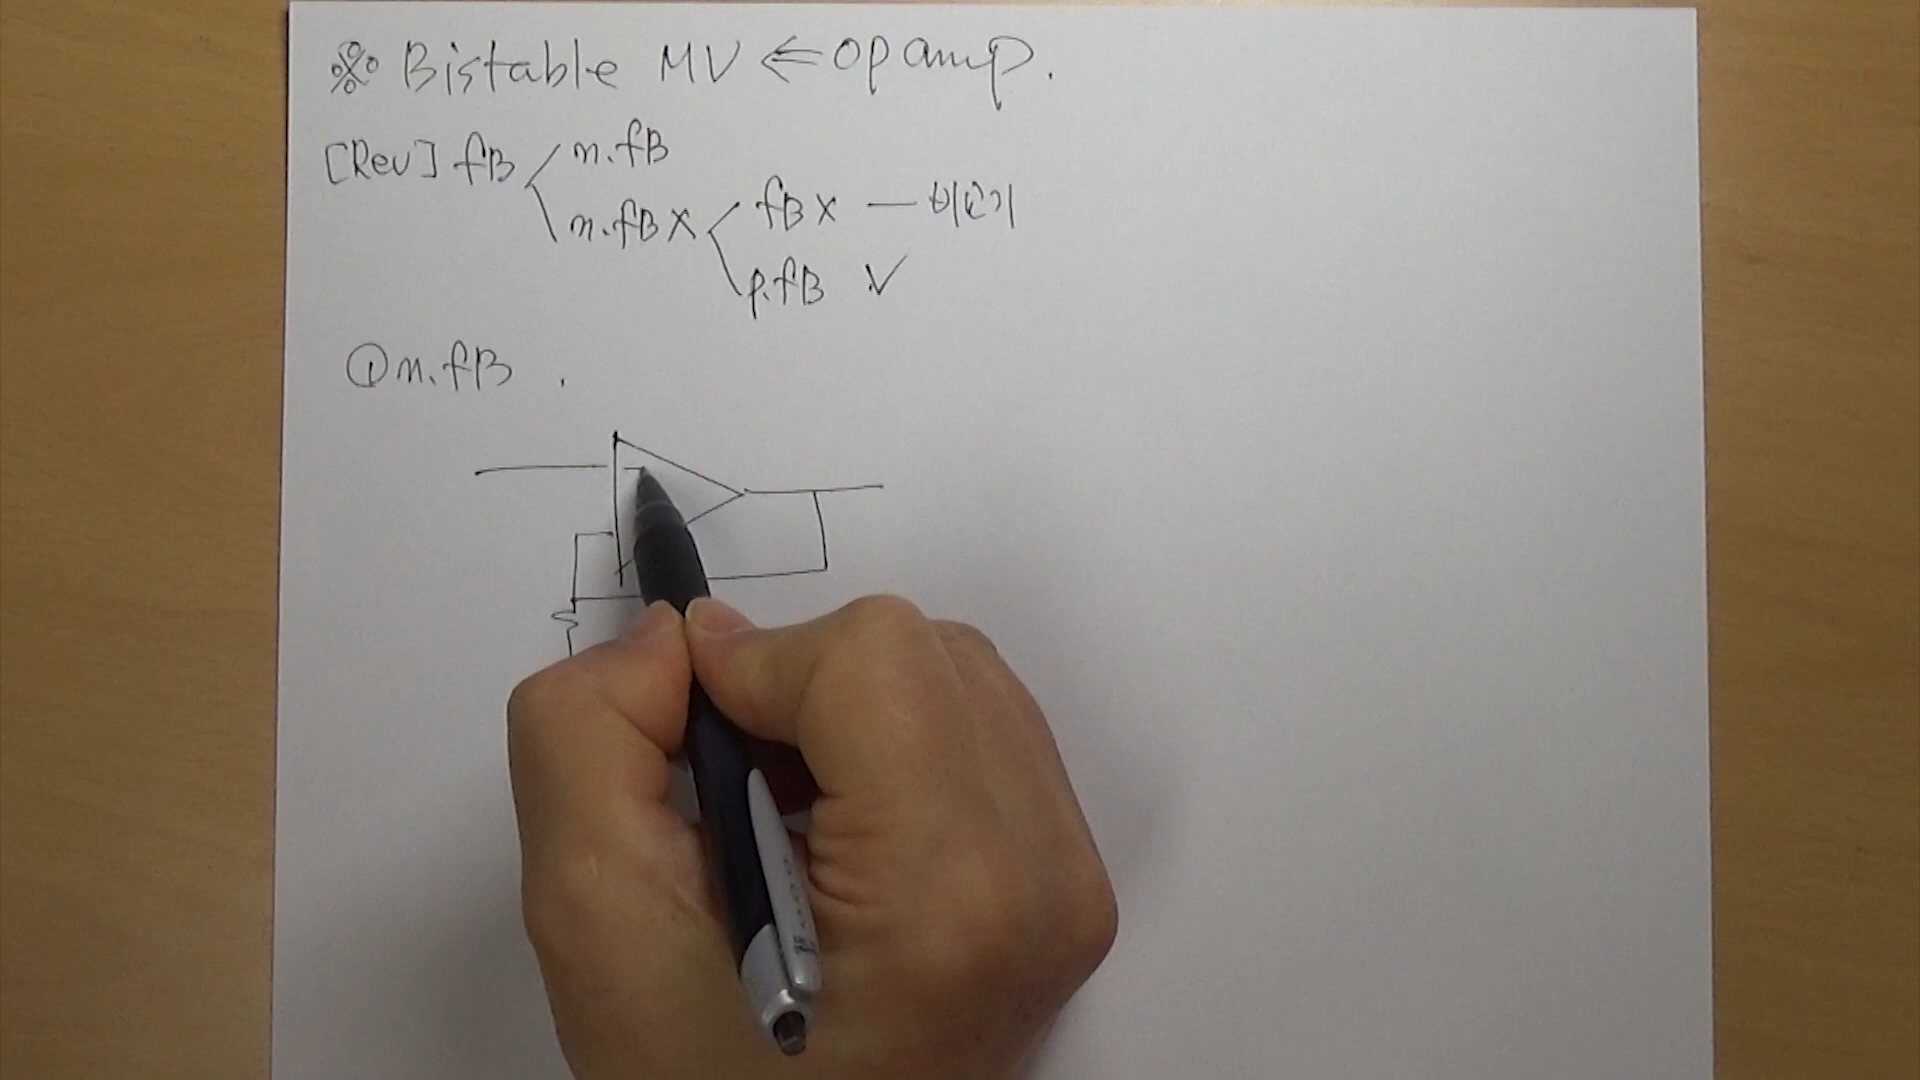 ※ Bistable MV ⇐ OP amp.
[Rev] fB
n.fB
n.fB X
fB X — 비교기
p.fB V
① n.fB .